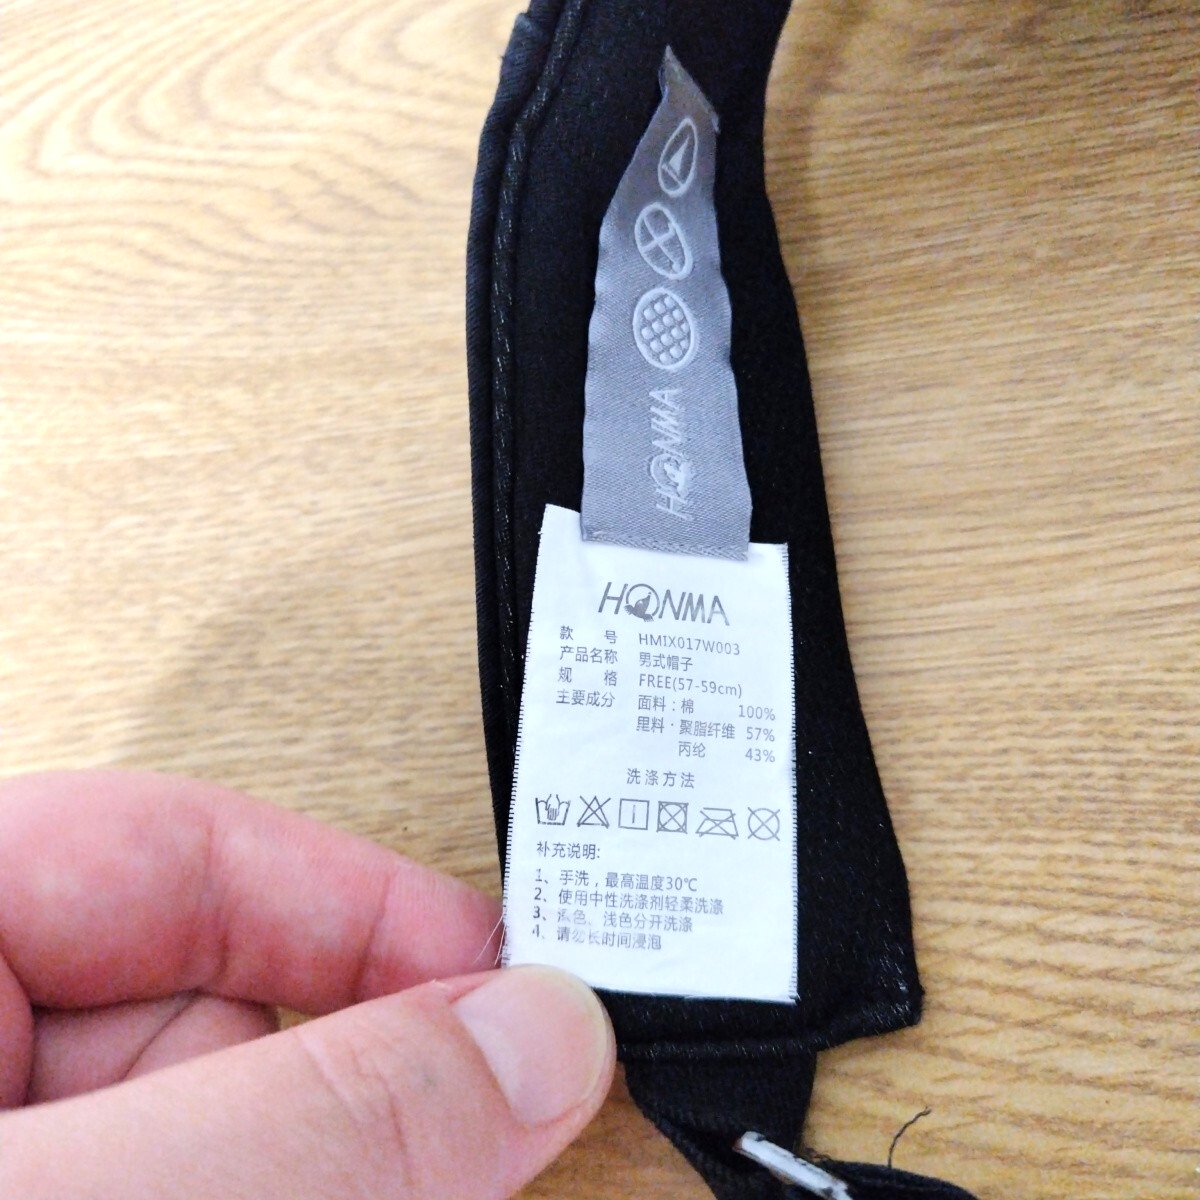 HONMA
HONMA
款 号 HMIX017W003
产品名称 男式帽子
规 格 FREE(57-59cm)
主要成分 面料：棉 100%
里料：聚脂纤维 57%
丙纶 43%
洗涤方法
补充说明:
1、手洗，最高温度30℃
2、使用中性洗涤剂轻柔洗涤
3、深色、浅色分开洗涤
4、请勿长时间浸泡